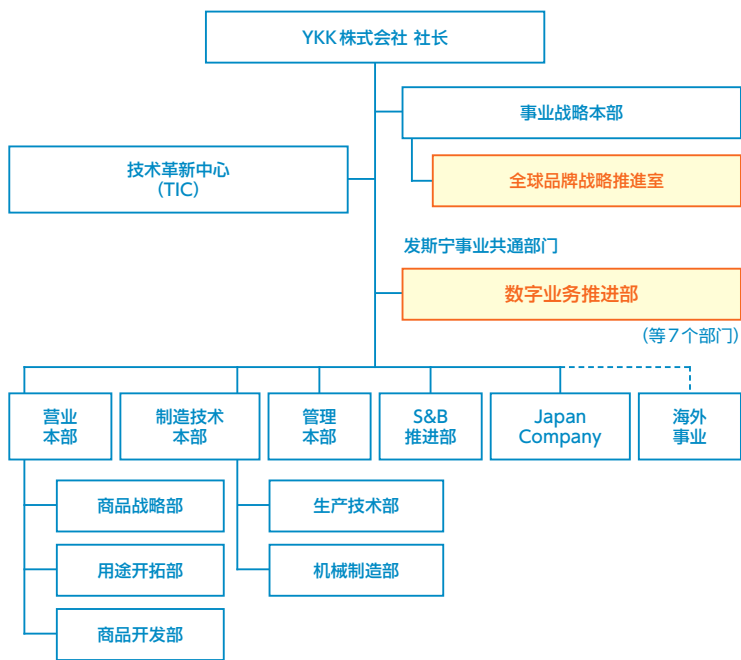 YKK株式会社 社长
事业战略本部
技术革新中心
(TIC)
全球品牌战略推進室
发斯宁事业共通部门
数字业务推进部
(等7个部门)
营业
本部
制造技术
本部
管理
本部
S&B
推进部
Japan
Company
海外
事业
商品战略部
生产技术部
用途开拓部
机械制造部
商品开发部